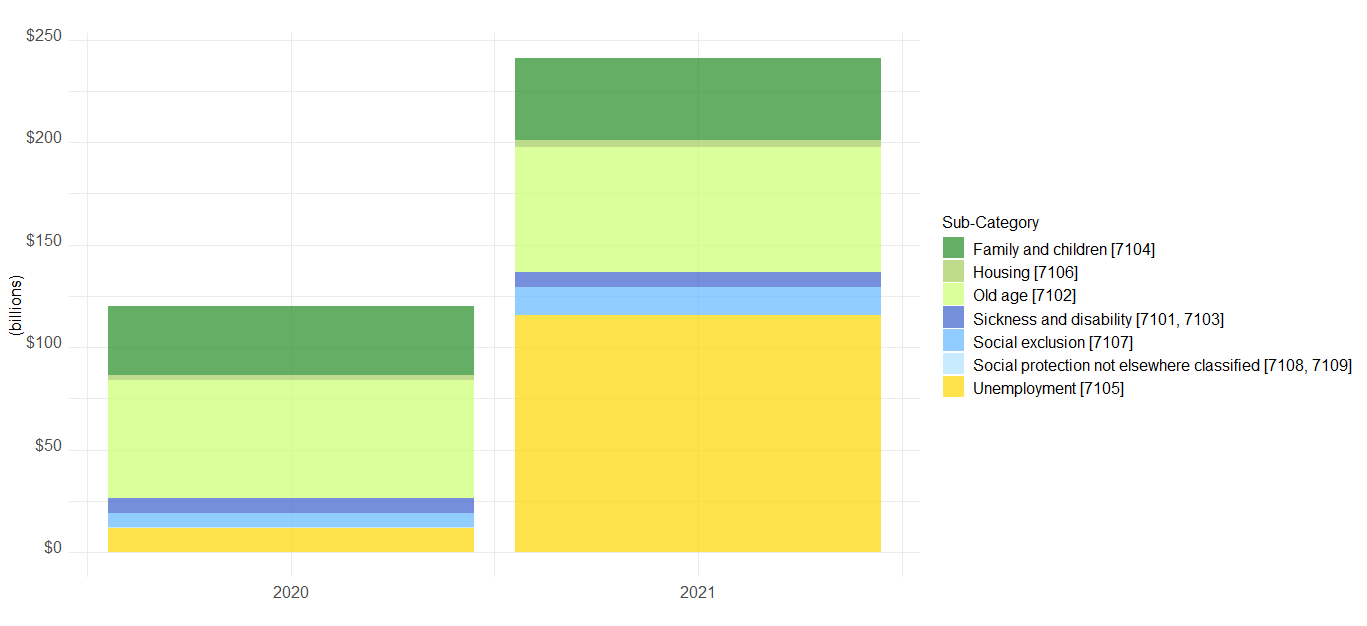 $250
$200
$150
$100
$50
$0
(billions)
2020
2021
Sub-Category
Family and children [7104]
Housing [7106]
Old age [7102]
Sickness and disability [7101, 7103]
Social exclusion [7107]
Social protection not elsewhere classified [7108, 7109]
Unemployment [7105]